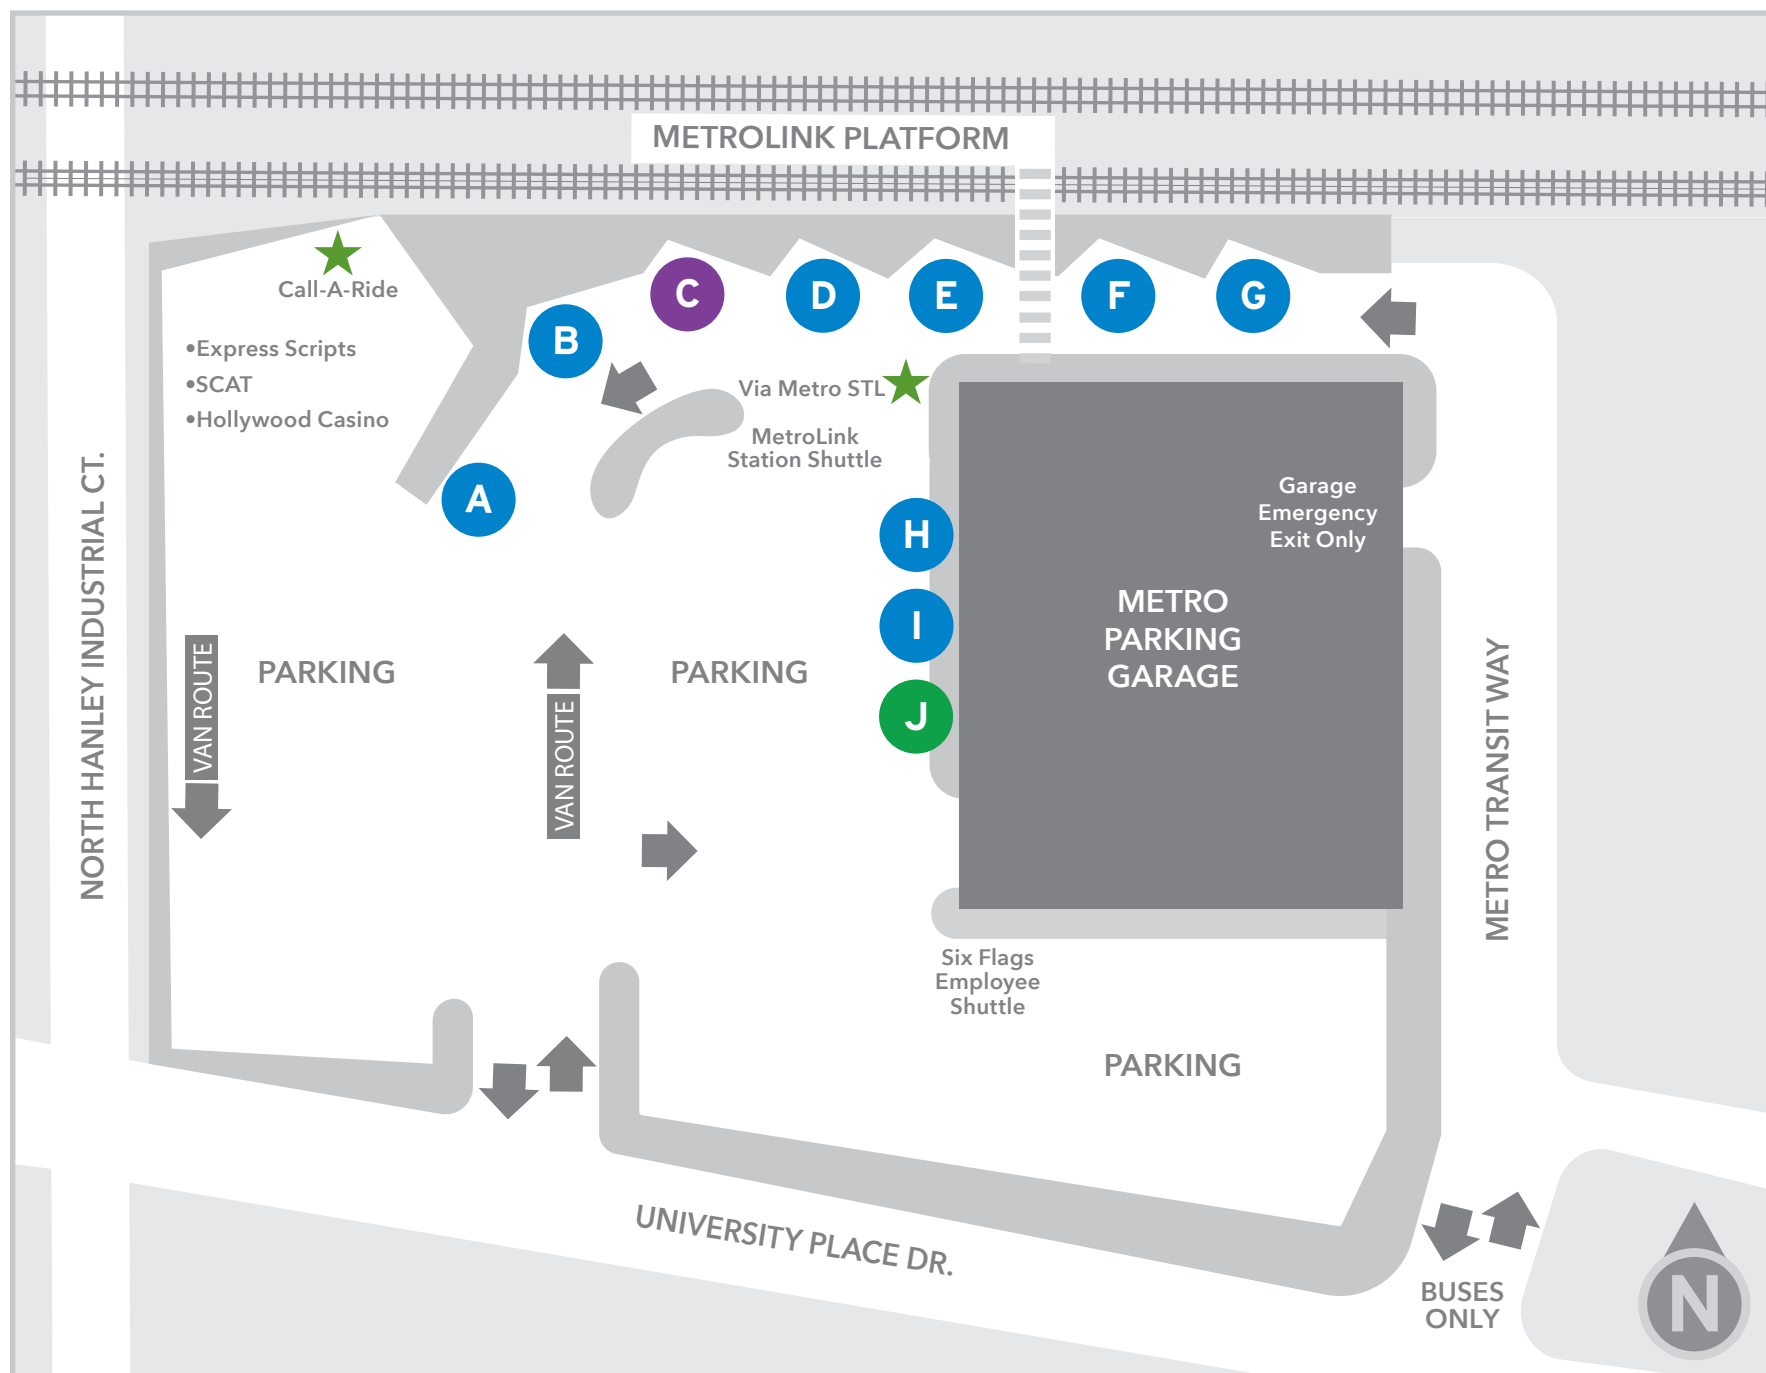 METROLINK PLATFORM
Call-A-Ride
•Express Scripts
•SCAT
•Hollywood Casino
A
B
C
D
E
F
G
Via Metro STL
MetroLink
Station Shuttle
H
I
J
Garage
Emergency
Exit Only
METRO
PARKING
GARAGE
NORTH HANLEY INDUSTRIAL CT.
VAN ROUTE
PARKING
VAN ROUTE
PARKING
METRO TRANSIT WAY
Six Flags
Employee
Shuttle
PARKING
UNIVERSITY PLACE DR.
BUSES
ONLY
N